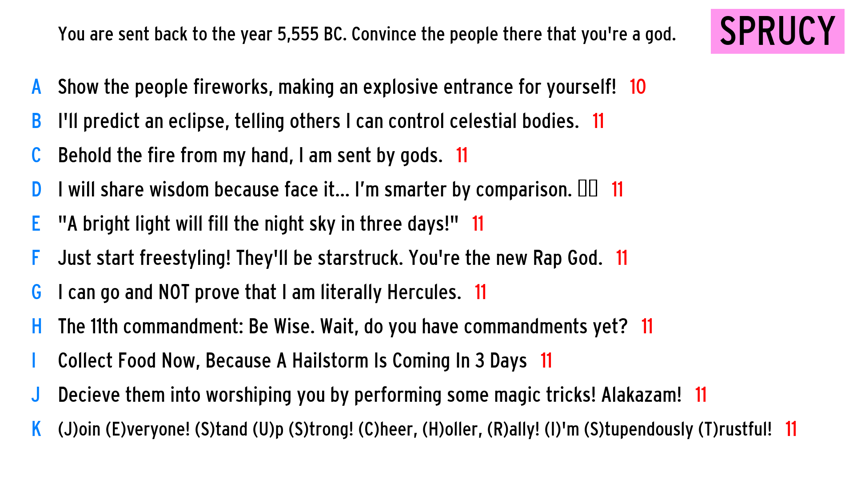 You are sent back to the year 5,555 BC. Convince the people there that you're a god.
SPRUCY
A Show the people fireworks, making an explosive entrance for yourself! 10
B I'll predict an eclipse, telling others I can control celestial bodies. 11
C Behold the fire from my hand, I am sent by gods. 11
D I will share wisdom because face it... I’m smarter by comparison. 11
E "A bright light will fill the night sky in three days!" 11
F Just start freestyling! They'll be starstruck. You're the new Rap God. 11
G I can go and NOT prove that I am literally Hercules. 11
H The 11th commandment: Be Wise. Wait, do you have commandments yet? 11
I Collect Food Now, Because A Hailstorm Is Coming In 3 Days 11
J Decieve them into worshiping you by performing some magic tricks! Alakazam! 11
K (J)oin (E)veryone! (S)tand (U)p (S)trong! (C)heer, (H)oller, (R)ally! (I)'m (S)tupendously (T)rustful! 11